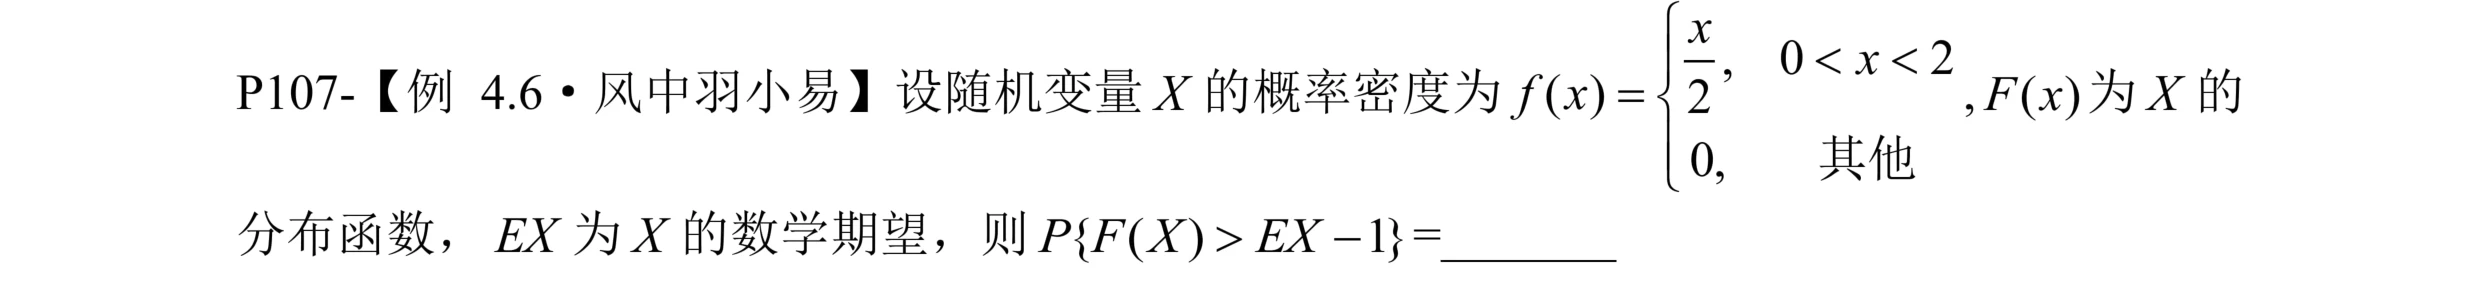 P107-【例 4.6·风中羽小易】设随机变量 X 的概率密度为 $f(x)=\begin{cases}\dfrac{x}{2}, & 0<x<2\\ 0, & 其他\end{cases}$, F(x) 为 X 的
分布函数，EX 为 X 的数学期望，则 P{F(X) > EX −1}=________